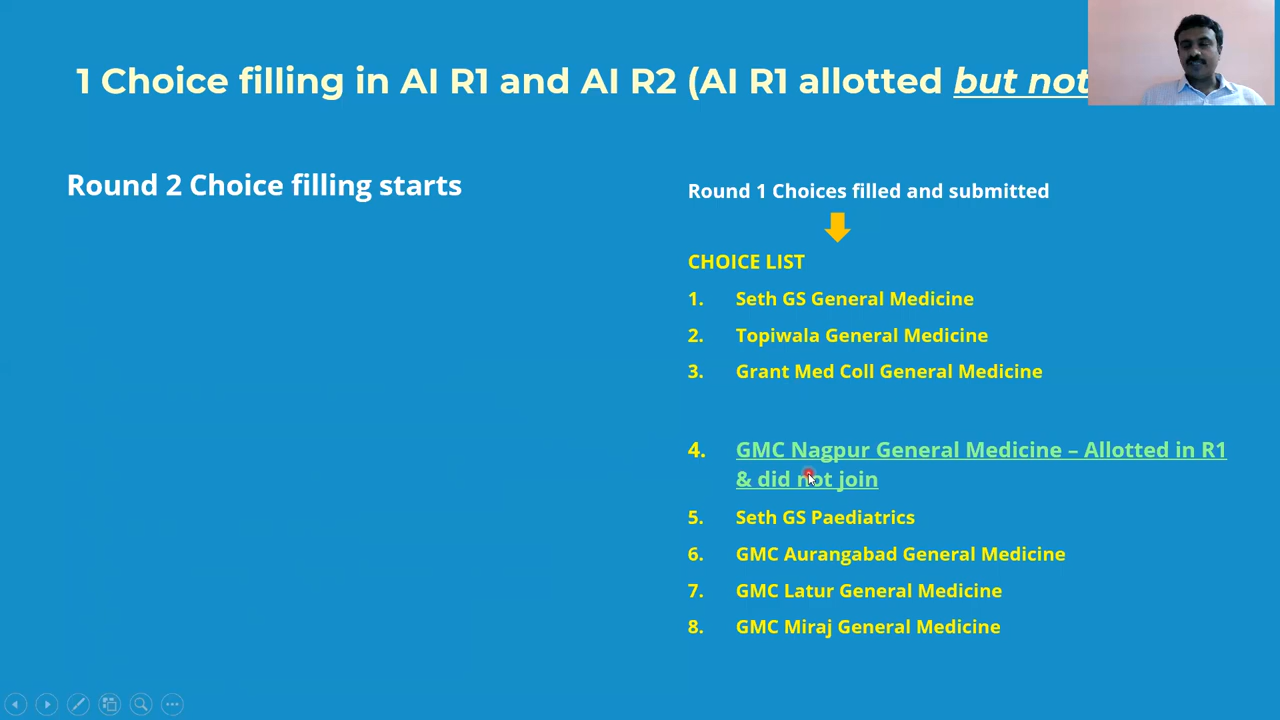 1 Choice filling in AI R1 and AI R2 (AI R1 allotted but not
Round 2 Choice filling starts
Round 1 Choices filled and submitted
CHOICE LIST
1. Seth GS General Medicine
2. Topiwala General Medicine
3. Grant Med Coll General Medicine
4. GMC Nagpur General Medicine – Allotted in R1
& did not join
5. Seth GS Paediatrics
6. GMC Aurangabad General Medicine
7. GMC Latur General Medicine
8. GMC Miraj General Medicine